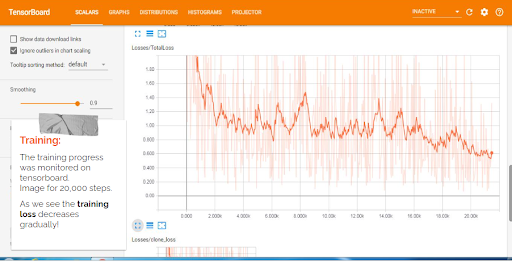 TensorBoard SCALARS GRAPHS DISTRIBUTIONS HISTOGRAMS PROJECTOR INACTIVE
Show data download links
Ignore outliers in chart scaling
Tooltip sorting method: default
Smoothing
0.9
Training:
The training progress
was monitored on
tensorboard.
Image for 20,000 steps.
As we see the training
loss decreases
gradually!
Losses/TotalLoss
1.80
1.60
1.40
1.20
1.00
0.800
0.600
0.400
0.200
0.00
0.000 2.000k 4.000k 6.000k 8.000k 10.00k 12.00k 14.00k 16.00k 18.00k 20.00k
Losses/clone_loss